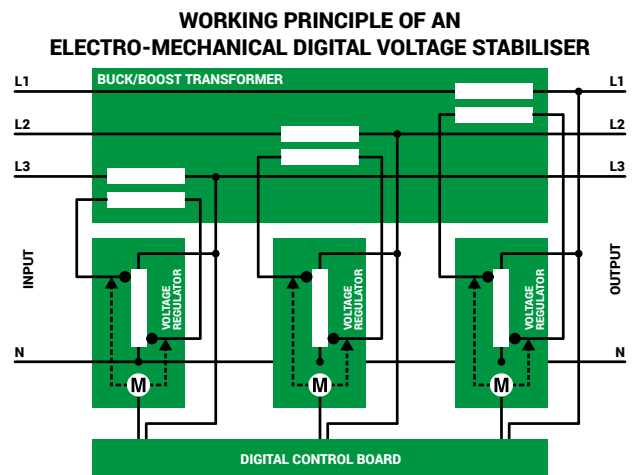 WORKING PRINCIPLE OF AN
ELECTRO-MECHANICAL DIGITAL VOLTAGE STABILISER
BUCK/BOOST TRANSFORMER
L1
L1
L2
L2
L3
L3
INPUT
VOLTAGE
REGULATOR
VOLTAGE
REGULATOR
VOLTAGE
REGULATOR
OUTPUT
N
N
M
M
M
DIGITAL CONTROL BOARD